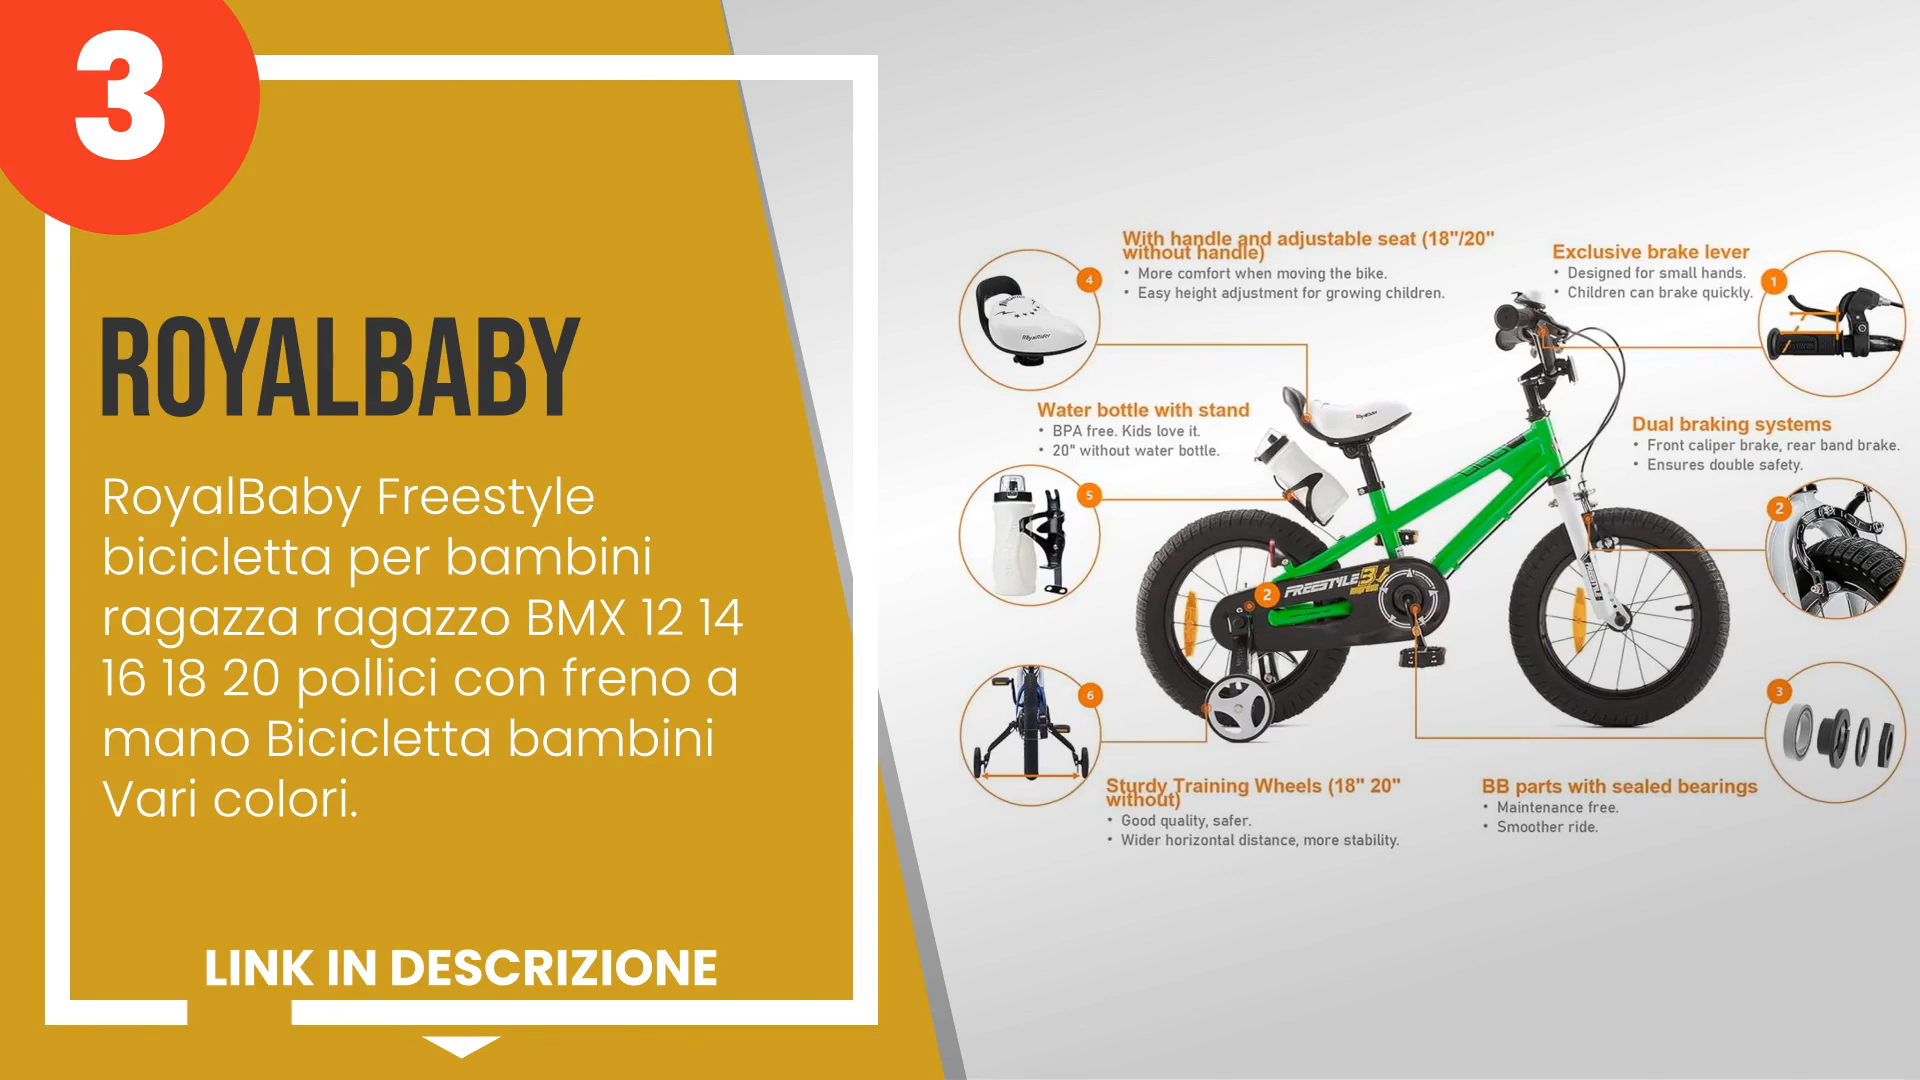 3
ROYALBABY
RoyalBaby Freestyle
bicicletta per bambini
ragazza ragazzo BMX 12 14
16 18 20 pollici con freno a
mano Bicicletta bambini
Vari colori.
LINK IN DESCRIZIONE
With handle and adjustable seat (18"/20"
without handle)
• More comfort when moving the bike.
• Easy height adjustment for growing children.
4
Exclusive brake lever
• Designed for small hands.
• Children can brake quickly.
1
Water bottle with stand
• BPA free. Kids love it.
• 20" without water bottle.
5
Dual braking systems
• Front caliper brake, rear band brake.
• Ensures double safety.
2
RoyalRider
RoyalRider
FREESTYLE
2
6
Sturdy Training Wheels (18" 20"
without)
• Good quality, safer.
• Wider horizontal distance, more stability.
3
BB parts with sealed bearings
• Maintenance free.
• Smoother ride.